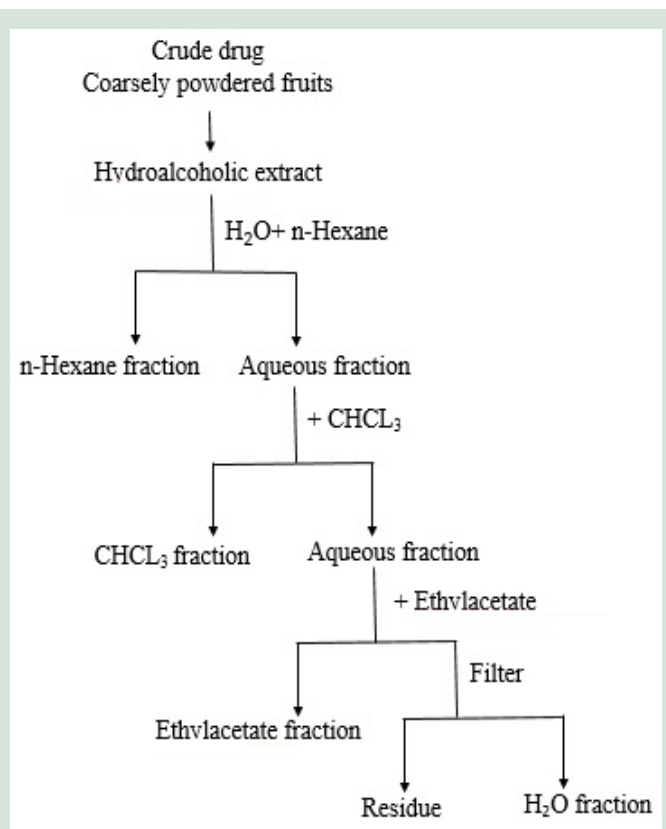 Crude drug
Coarsely powdered fruits
Hydroalcoholic extract
H₂O+ n-Hexane
n-Hexane fraction
Aqueous fraction
+ CHCL₃
CHCL₃ fraction
Aqueous fraction
+ Ethvlacetate
Filter
Ethvlacetate fraction
Residue
H₂O fraction